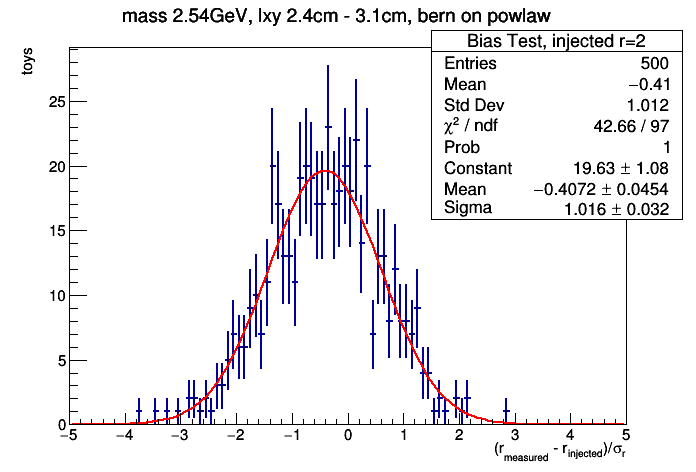 mass 2.54GeV, lxy 2.4cm - 3.1cm, bern on powlaw
Bias Test, injected r=2
Entries 500
Mean −0.41
Std Dev 1.012
χ² / ndf 42.66 / 97
Prob 1
Constant 19.63 ± 1.08
Mean −0.4072 ± 0.0454
Sigma 1.016 ± 0.032
toys
25
20
15
10
5
0
−5 −4 −3 −2 −1 0 1 2 3 4 5
(r_measured - r_injected)/σ_r